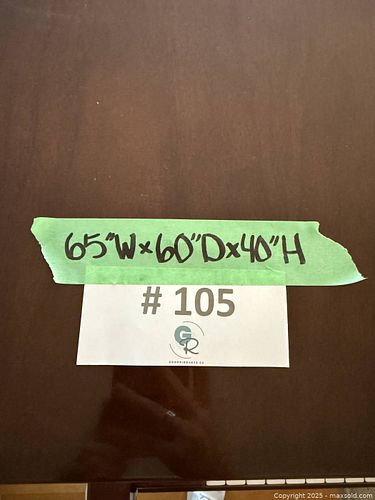 65"W x 60"D x 40"H
# 105
GR
Copyright 2025 - maxsold.com